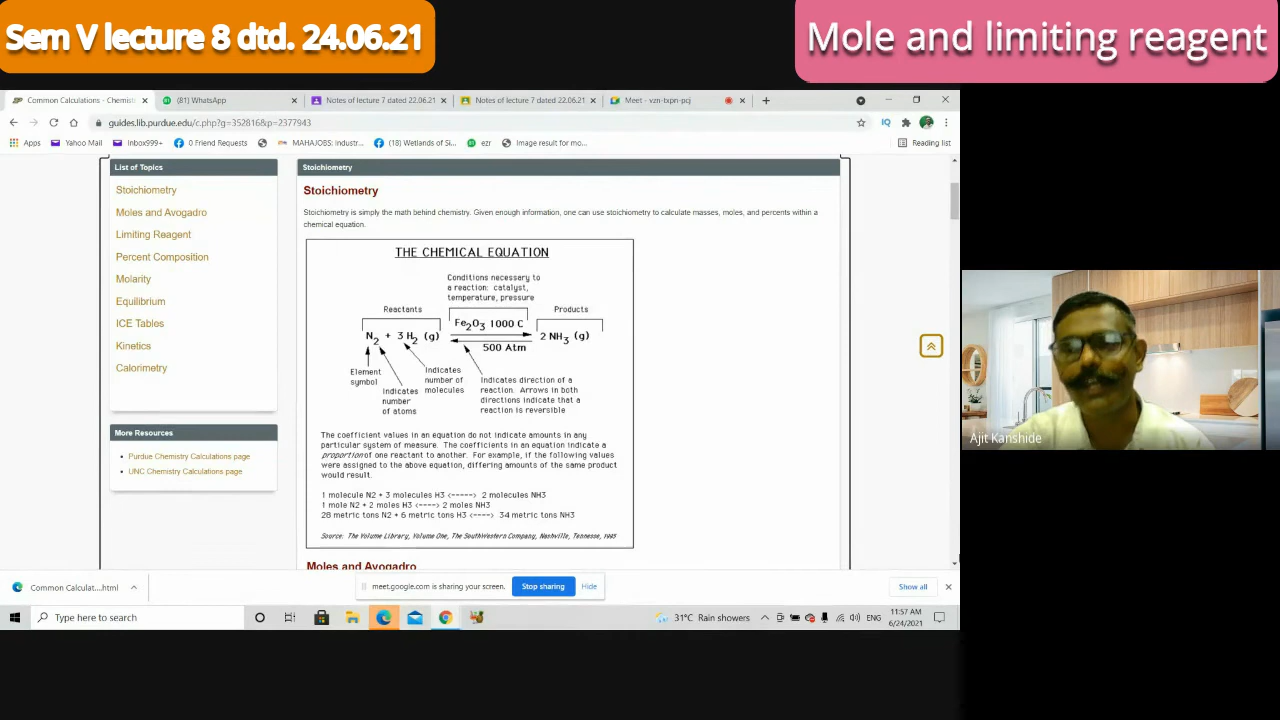 Sem V lecture 8 dtd. 24.06.21
Mole and limiting reagent
Common Calculations - Chemist
(81) WhatsApp
Notes of lecture 7 dated 22.06.21
Notes of lecture 7 dated 22.06.21
Meet - vzn-txpn-pcj
guides.lib.purdue.edu/c.php?g=352816&p=2377943
Apps
Yahoo Mail
Inbox999+
0 Friend Requests
MAHAJOBS: Industr...
(18) Wetlands of Si...
ezr
Image result for mo...
Reading list
List of Topics
Stoichiometry
Moles and Avogadro
Limiting Reagent
Percent Composition
Molarity
Equilibrium
ICE Tables
Kinetics
Calorimetry
More Resources
• Purdue Chemistry Calculations page
• UNC Chemistry Calculations page
Stoichiometry
Stoichiometry
Stoichiometry is simply the math behind chemistry. Given enough information, one can use stoichiometry to calculate masses, moles, and percents within a
chemical equation.
THE CHEMICAL EQUATION
Conditions necessary to
a reaction: catalyst,
temperature, pressure
Reactants
Products
Fe2O3 1000 C
N2 + 3 H2 (g)
2 NH3 (g)
500 Atm
Element
symbol
Indicates
number
of atoms
Indicates
number of
molecules
Indicates direction of a
reaction. Arrows in both
directions indicate that a
reaction is reversible
The coefficient values in an equation do not indicate amounts in any
particular system of measure. The coefficients in an equation indicate a
proportion of one reactant to another. For example, if the following values
were assigned to the above equation, differing amounts of the same product
would result.
1 molecule N2 + 3 molecules H3 <-----> 2 molecules NH3
1 mole N2 + 2 moles H3 <----> 2 moles NH3
28 metric tons N2 + 6 metric tons H3 <----> 34 metric tons NH3
Source: The Volume Library, Volume One, The SouthWestern Company, Nashville, Tennesse, 1985
Moles and Avogadro
Ajit Kanshide
Common Calculat....html
meet.google.com is sharing your screen.
Stop sharing
Hide
Show all
Type here to search
31°C Rain showers
ENG
11:57 AM
6/24/2021